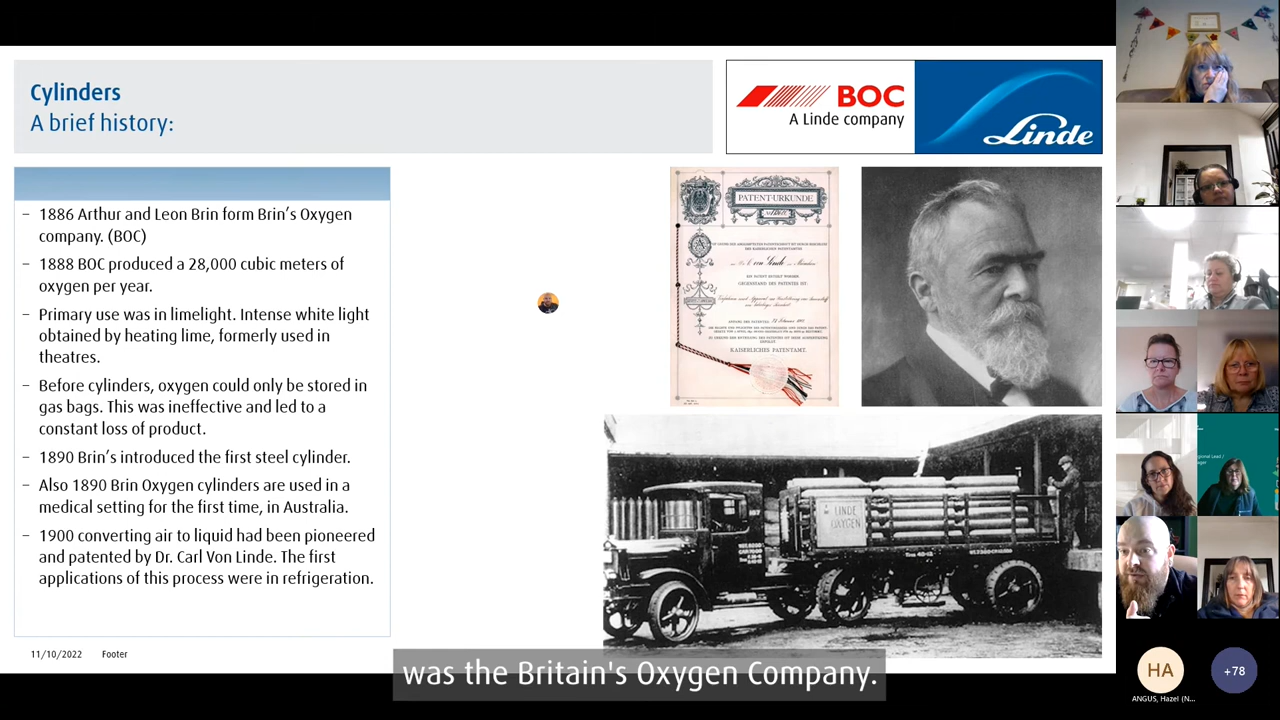 Cylinders
A brief history:
BOC
A Linde company
Linde
– 1886 Arthur and Leon Brin form Brin's Oxygen
company. (BOC)
– 1888 BOC produced a 28,000 cubic meters of
oxygen per year.
– Primary use was in limelight. Intense white light
obtained by heating lime, formerly used in
theatres.
– Before cylinders, oxygen could only be stored in
gas bags. This was ineffective and led to a
constant loss of product.
– 1890 Brin's introduced the first steel cylinder.
– Also 1890 Brin Oxygen cylinders are used in a
medical setting for the first time, in Australia.
– 1900 converting air to liquid had been pioneered
and patented by Dr. Carl Von Linde. The first
applications of this process were in refrigeration.
PATENT-URKUNDE
KAISERLICHES PATENTAMT.
LINDE
OXYGEN
11/10/2022 Footer
was the Britain's Oxygen Company.
HA
+78
ANGUS, Hazel (N...